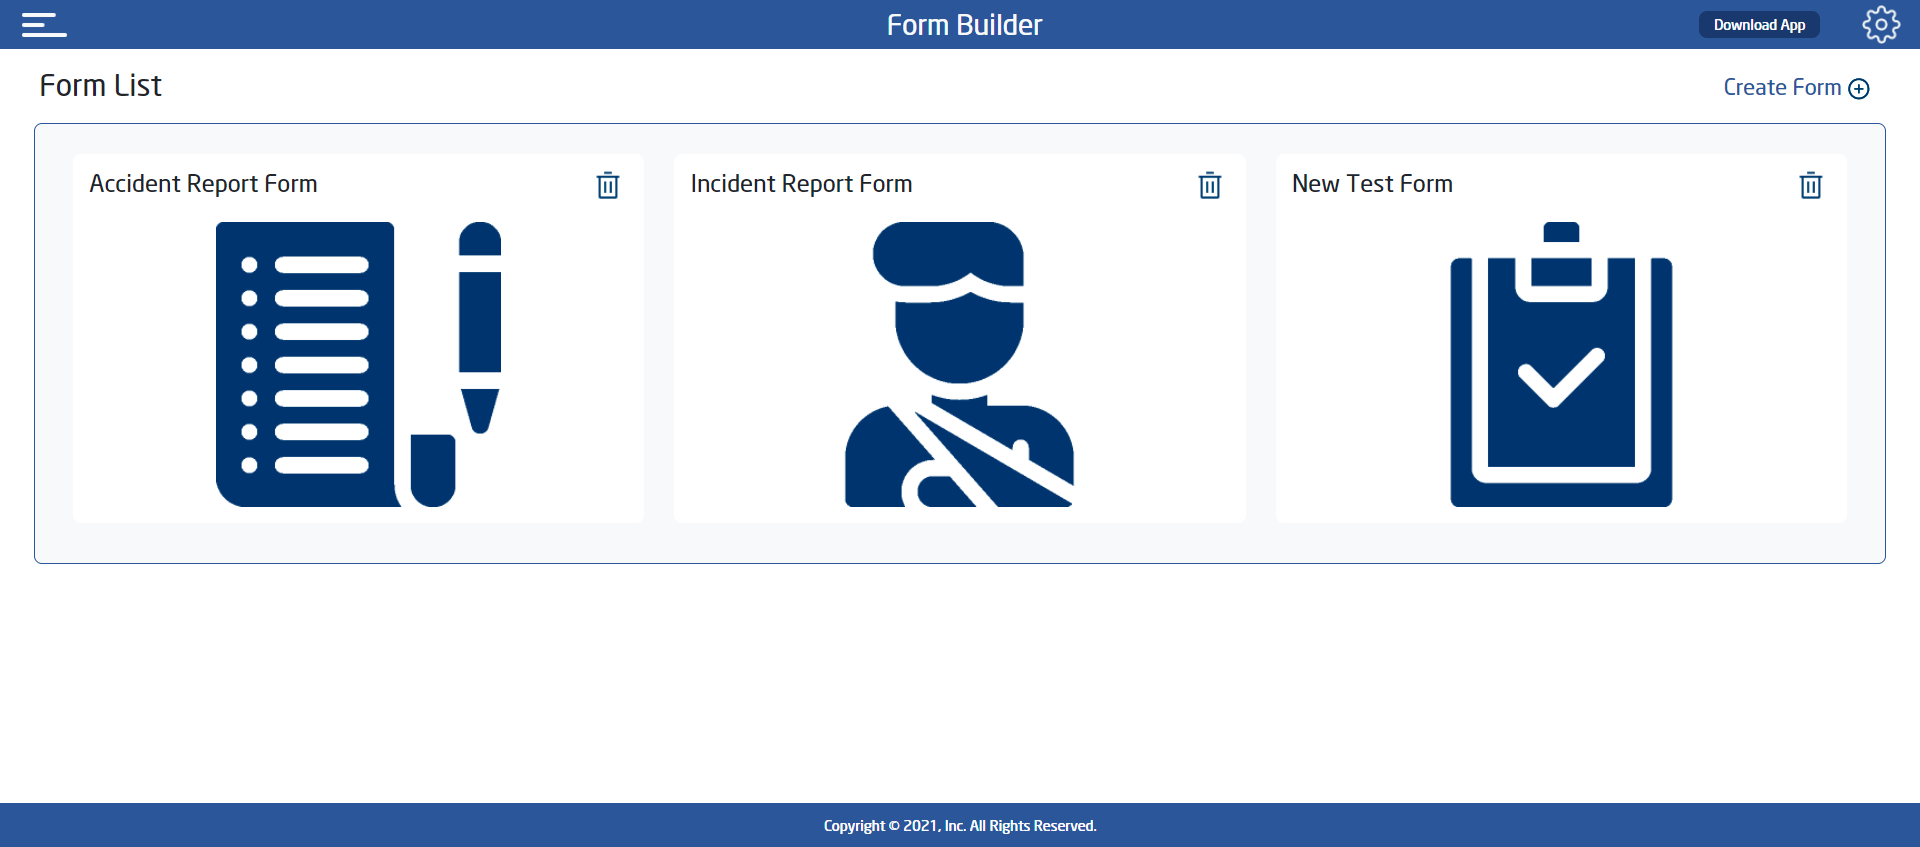 Form Builder
Download App
Form List
Create Form
Accident Report Form
Incident Report Form
New Test Form
Copyright © 2021, Inc. All Rights Reserved.